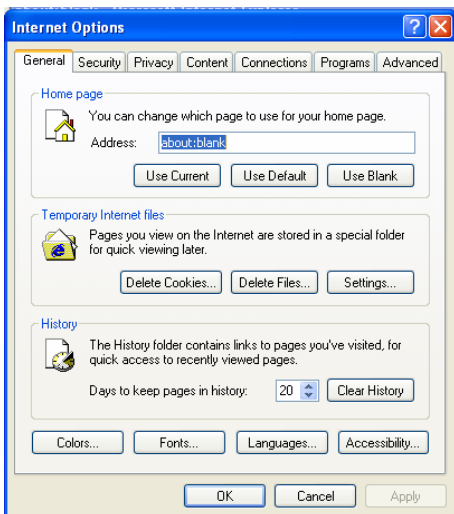 Internet Options
General Security Privacy Content Connections Programs Advanced
Home page
You can change which page to use for your home page.
Address: about:blank
Use Current Use Default Use Blank
Temporary Internet files
Pages you view on the Internet are stored in a special folder
for quick viewing later.
Delete Cookies... Delete Files... Settings...
History
The History folder contains links to pages you've visited, for
quick access to recently viewed pages.
Days to keep pages in history: 20 Clear History
Colors... Fonts... Languages... Accessibility...
OK Cancel Apply